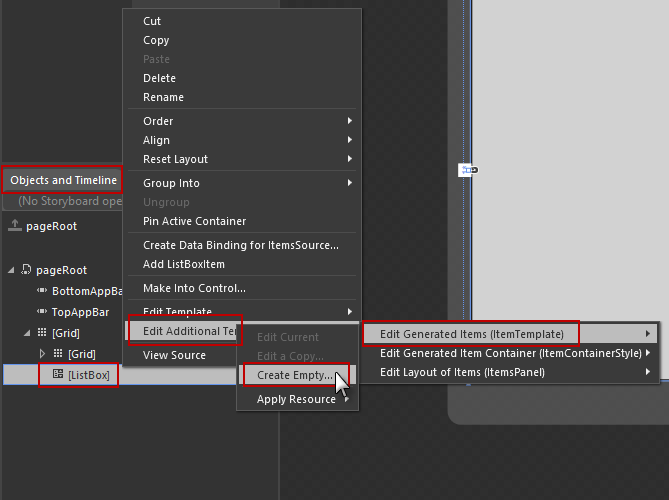 Cut
Copy
Paste
Delete
Rename
Order
Align
Reset Layout
Group Into
Ungroup
Pin Active Container
Create Data Binding for ItemsSource...
Add ListBoxItem
Make Into Control...
Edit Template
Edit Additional Te
View Source
Objects and Timeline
(No Storyboard ope
pageRoot
pageRoot
BottomAppBa
TopAppBar
[Grid]
[Grid]
[ListBox]
Edit Current
Edit a Copy...
Create Empty...
Apply Resource
Edit Generated Items (ItemTemplate)
Edit Generated Item Container (ItemContainerStyle)
Edit Layout of Items (ItemsPanel)